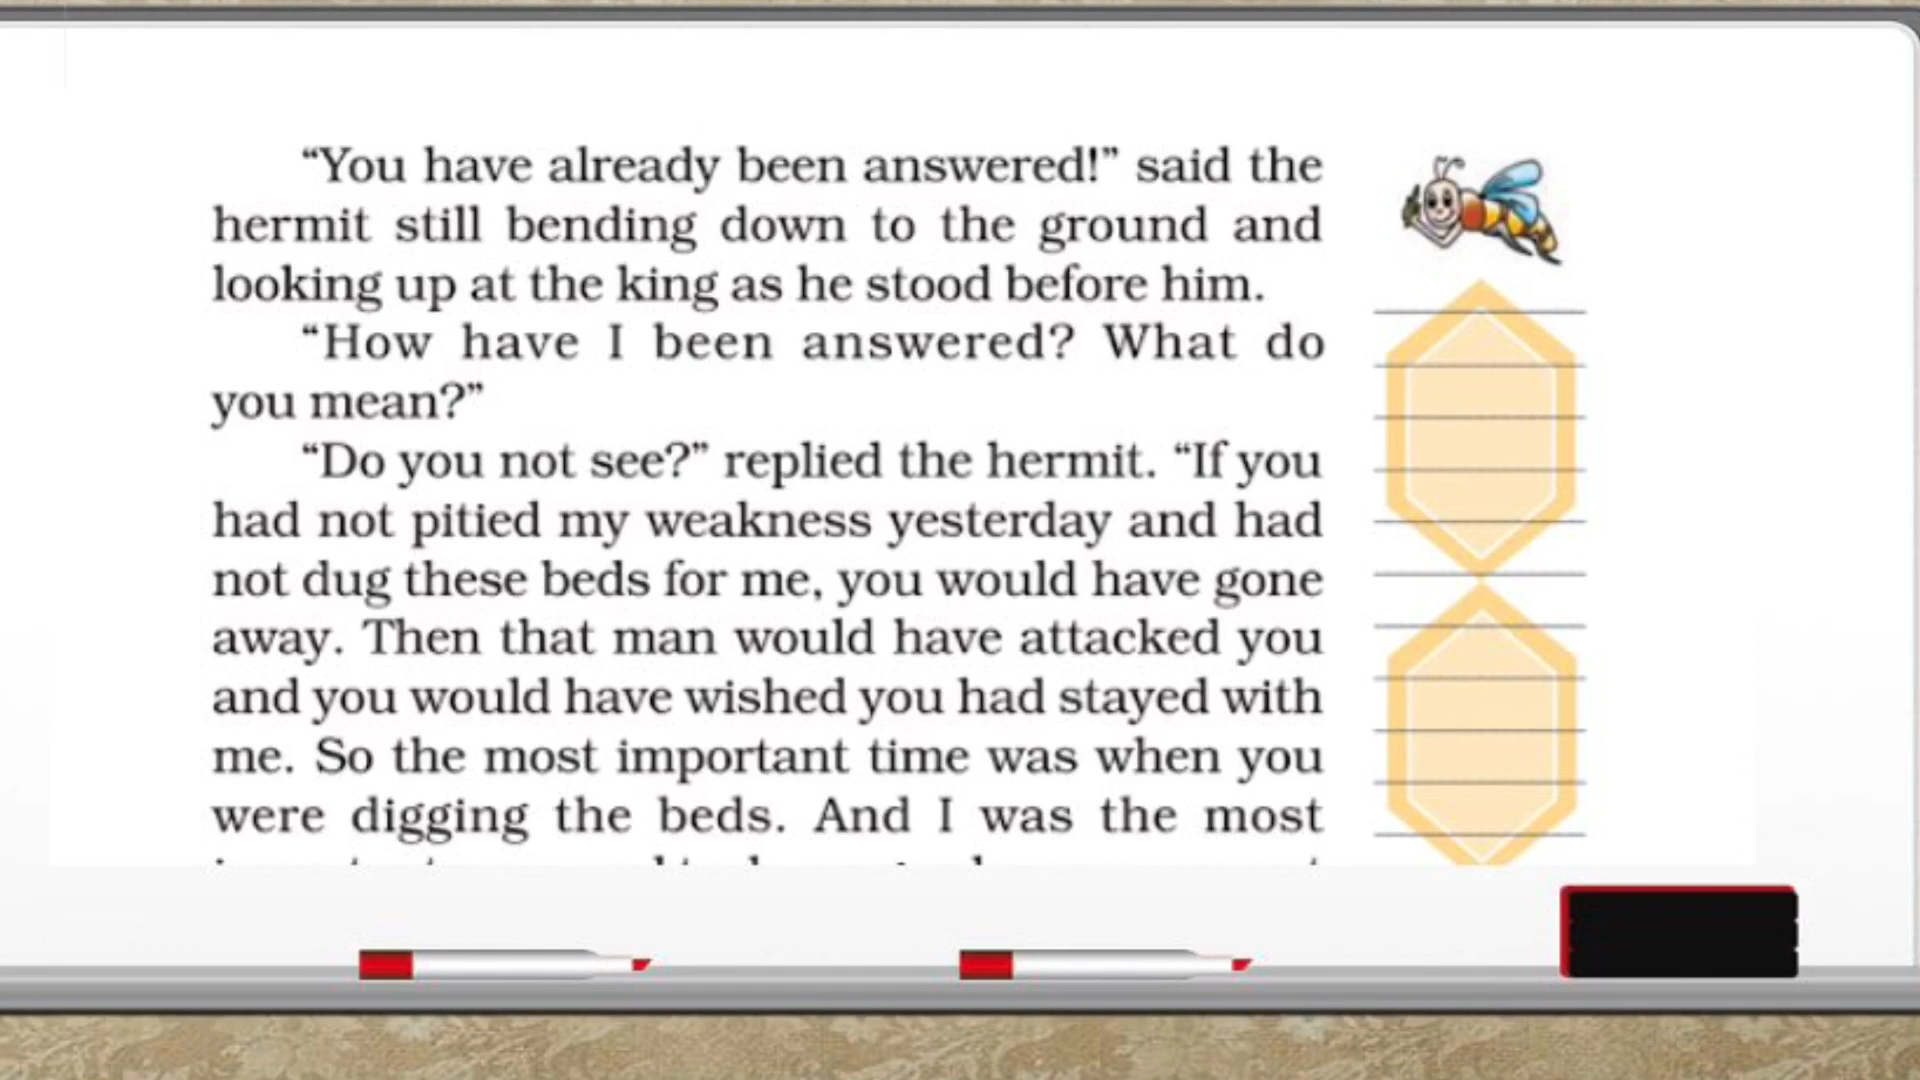 “You have already been answered!” said the
hermit still bending down to the ground and
looking up at the king as he stood before him.
“How have I been answered? What do
you mean?”
“Do you not see?” replied the hermit. “If you
had not pitied my weakness yesterday and had
not dug these beds for me, you would have gone
away. Then that man would have attacked you
and you would have wished you had stayed with
me. So the most important time was when you
were digging the beds. And I was the most